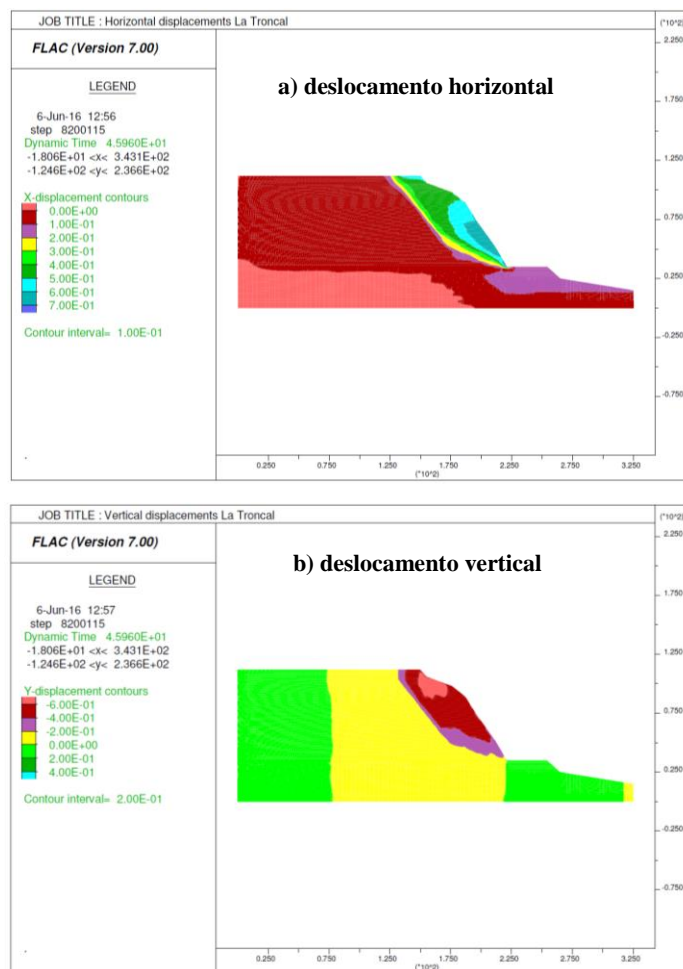 JOB TITLE : Horizontal displacements La Troncal
(*10^2)
FLAC (Version 7.00)
LEGEND
6-Jun-16 12:56
step 8200115
Dynamic Time 4.5960E+01
-1.806E+01 <x< 3.431E+02
-1.246E+02 <y< 2.366E+02
X-displacement contours
0.00E+00
1.00E-01
2.00E-01
3.00E-01
4.00E-01
5.00E-01
6.00E-01
7.00E-01
Contour interval= 1.00E-01
a) deslocamento horizontal
2.250
1.750
1.250
0.750
0.250
-0.250
-0.750
0.250 0.750 1.250 1.750 2.250 2.750 3.250
(*10^2)
JOB TITLE : Vertical displacements La Troncal
(*10^2)
FLAC (Version 7.00)
LEGEND
6-Jun-16 12:57
step 8200115
Dynamic Time 4.5960E+01
-1.806E+01 <x< 3.431E+02
-1.246E+02 <y< 2.366E+02
Y-displacement contours
-6.00E-01
-4.00E-01
-2.00E-01
0.00E+00
2.00E-01
4.00E-01
Contour interval= 2.00E-01
b) deslocamento vertical
2.250
1.750
1.250
0.750
0.250
-0.250
-0.750
0.250 0.750 1.250 1.750 2.250 2.750 3.250
(*10^2)